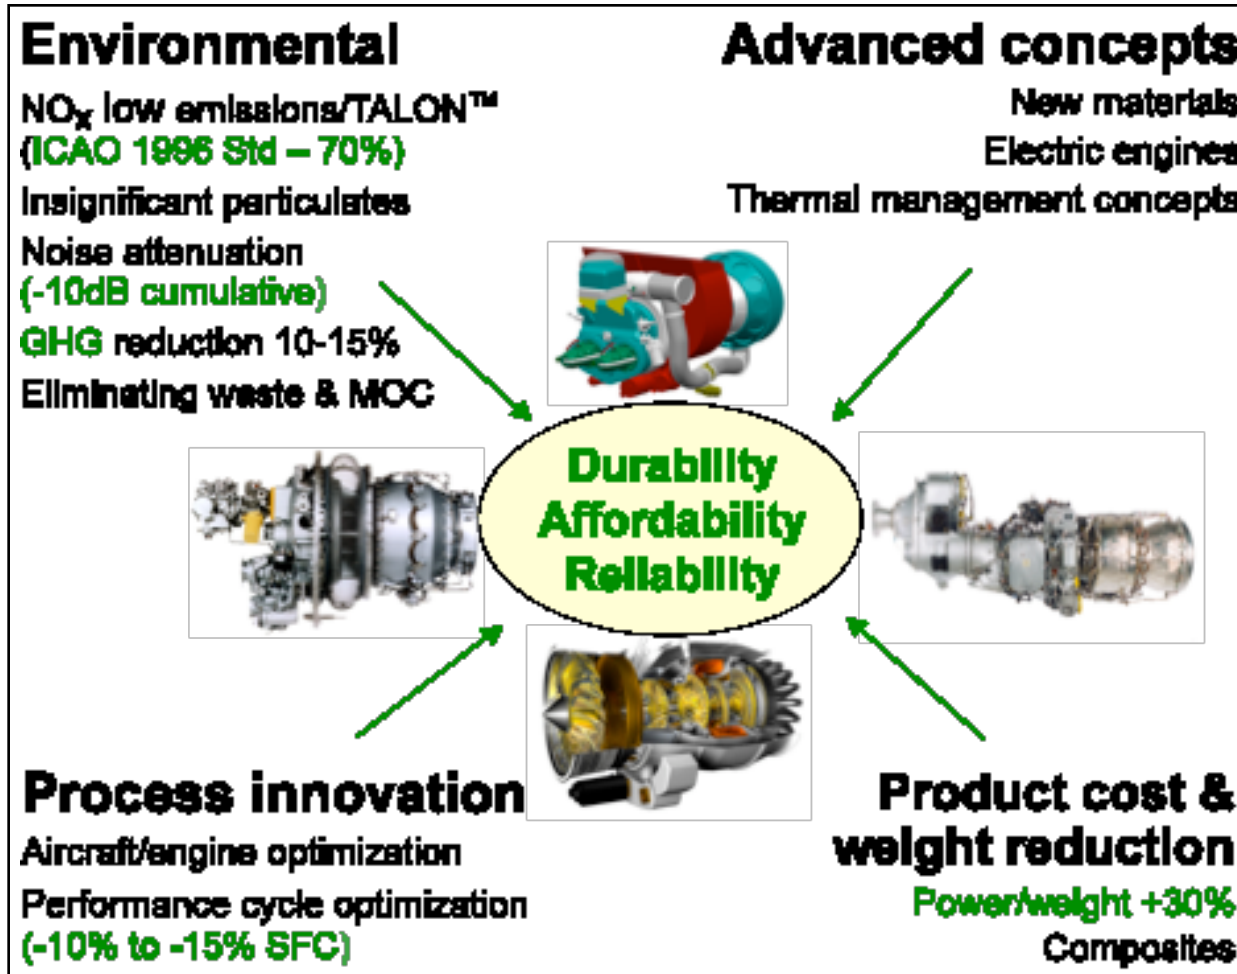 Environmental
NOx low emissions/TALON™
(ICAO 1996 Std – 70%)
Insignificant particulates
Noise attenuation
(-10dB cumulative)
GHG reduction 10-15%
Eliminating waste & MOC
Advanced concepts
New materials
Electric engines
Thermal management concepts
Durability
Affordability
Reliability
Process innovation
Aircraft/engine optimization
Performance cycle optimization
(-10% to -15% SFC)
Product cost &
weight reduction
Power/weight +30%
Composites